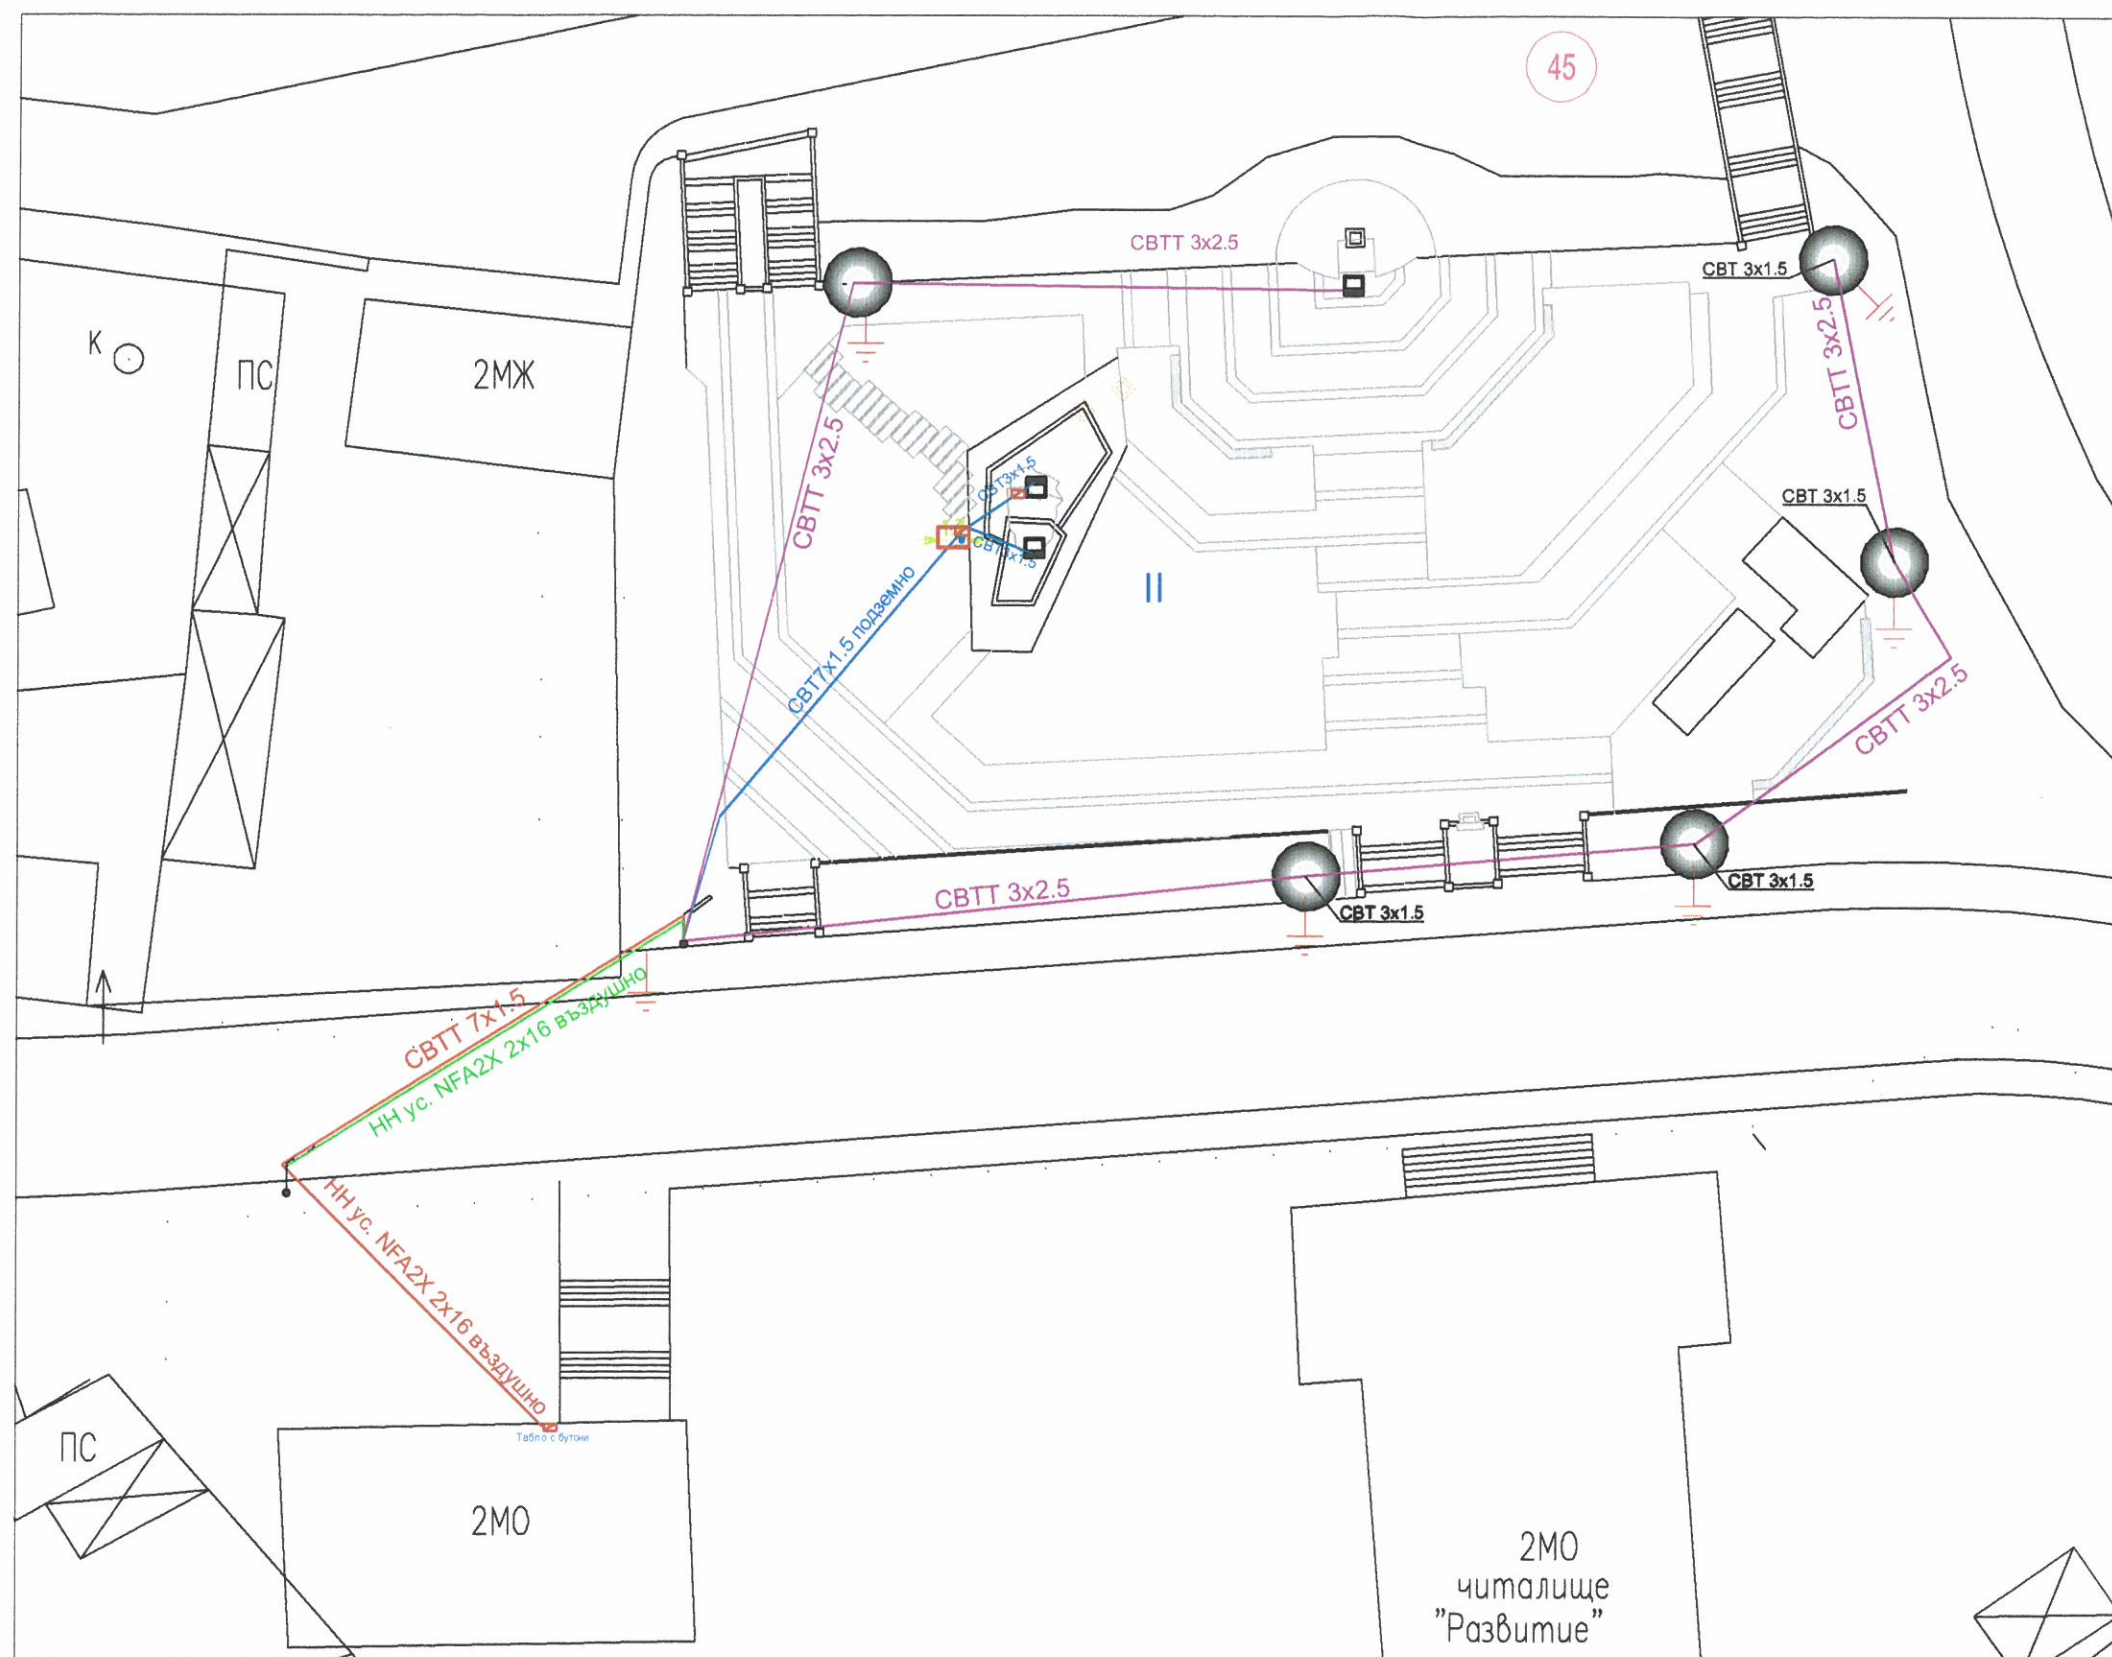 45
СВТТ 3х2.5
СВТ 3х1.5
СВТТ 3х2.5
К
ПС
2МЖ
СВТТ 3х2.5
СВТ3х1.5
СВТ 3х1.5
СВТ3х1.5
СВТ7х1.5 подземно
II
СВТТ 3х2.5
СВТТ 3х2.5
СВТ 3х1.5
СВТ 3х1.5
СВТТ 7х1.5
НН ус. NFA2X 2х16 въздушно
НН ус. NFA2X 2х16 въздушно
Табло с бутони
ПС
2МО
2МО
читалище
"Развитие"